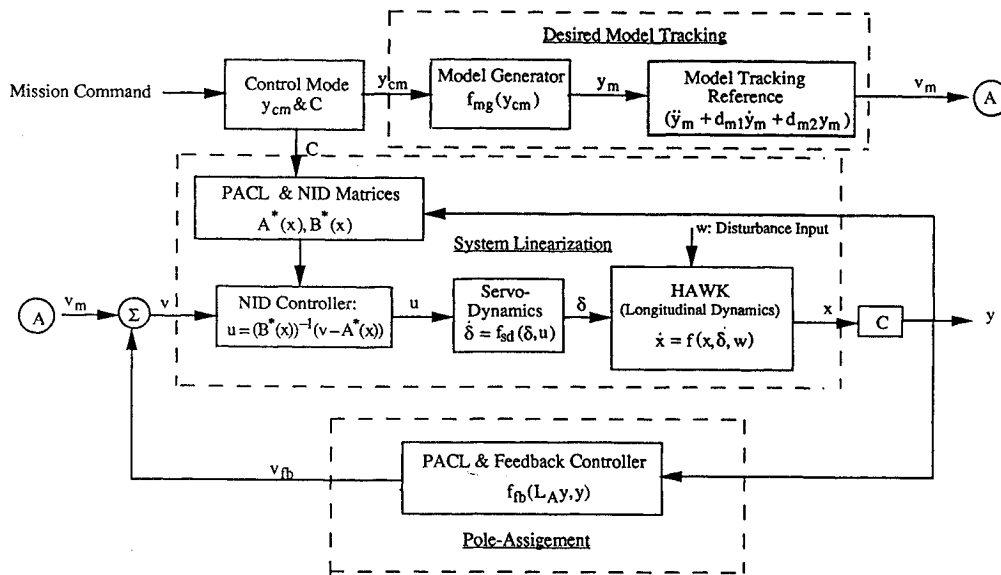 Desired Model Tracking
Mission Command
Control Mode
y_cm & C
y_cm
Model Generator
f_mg(y_cm)
y_m
Model Tracking
Reference
(ÿ_m + d_m1 ẏ_m + d_m2 y_m)
v_m
A
C
PACL & NID Matrices
A*(x), B*(x)
System Linearization
w: Disturbance Input
A
v_m
Σ
v
NID Controller:
u = (B*(x))⁻¹(v – A*(x))
u
Servo-
Dynamics
δ̇ = f_sd(δ, u)
δ
HAWK
(Longitudinal Dynamics)
ẋ = f(x, δ, w)
x
C
y
v_fb
PACL & Feedback Controller
f_fb(L_A y, y)
Pole-Assigement